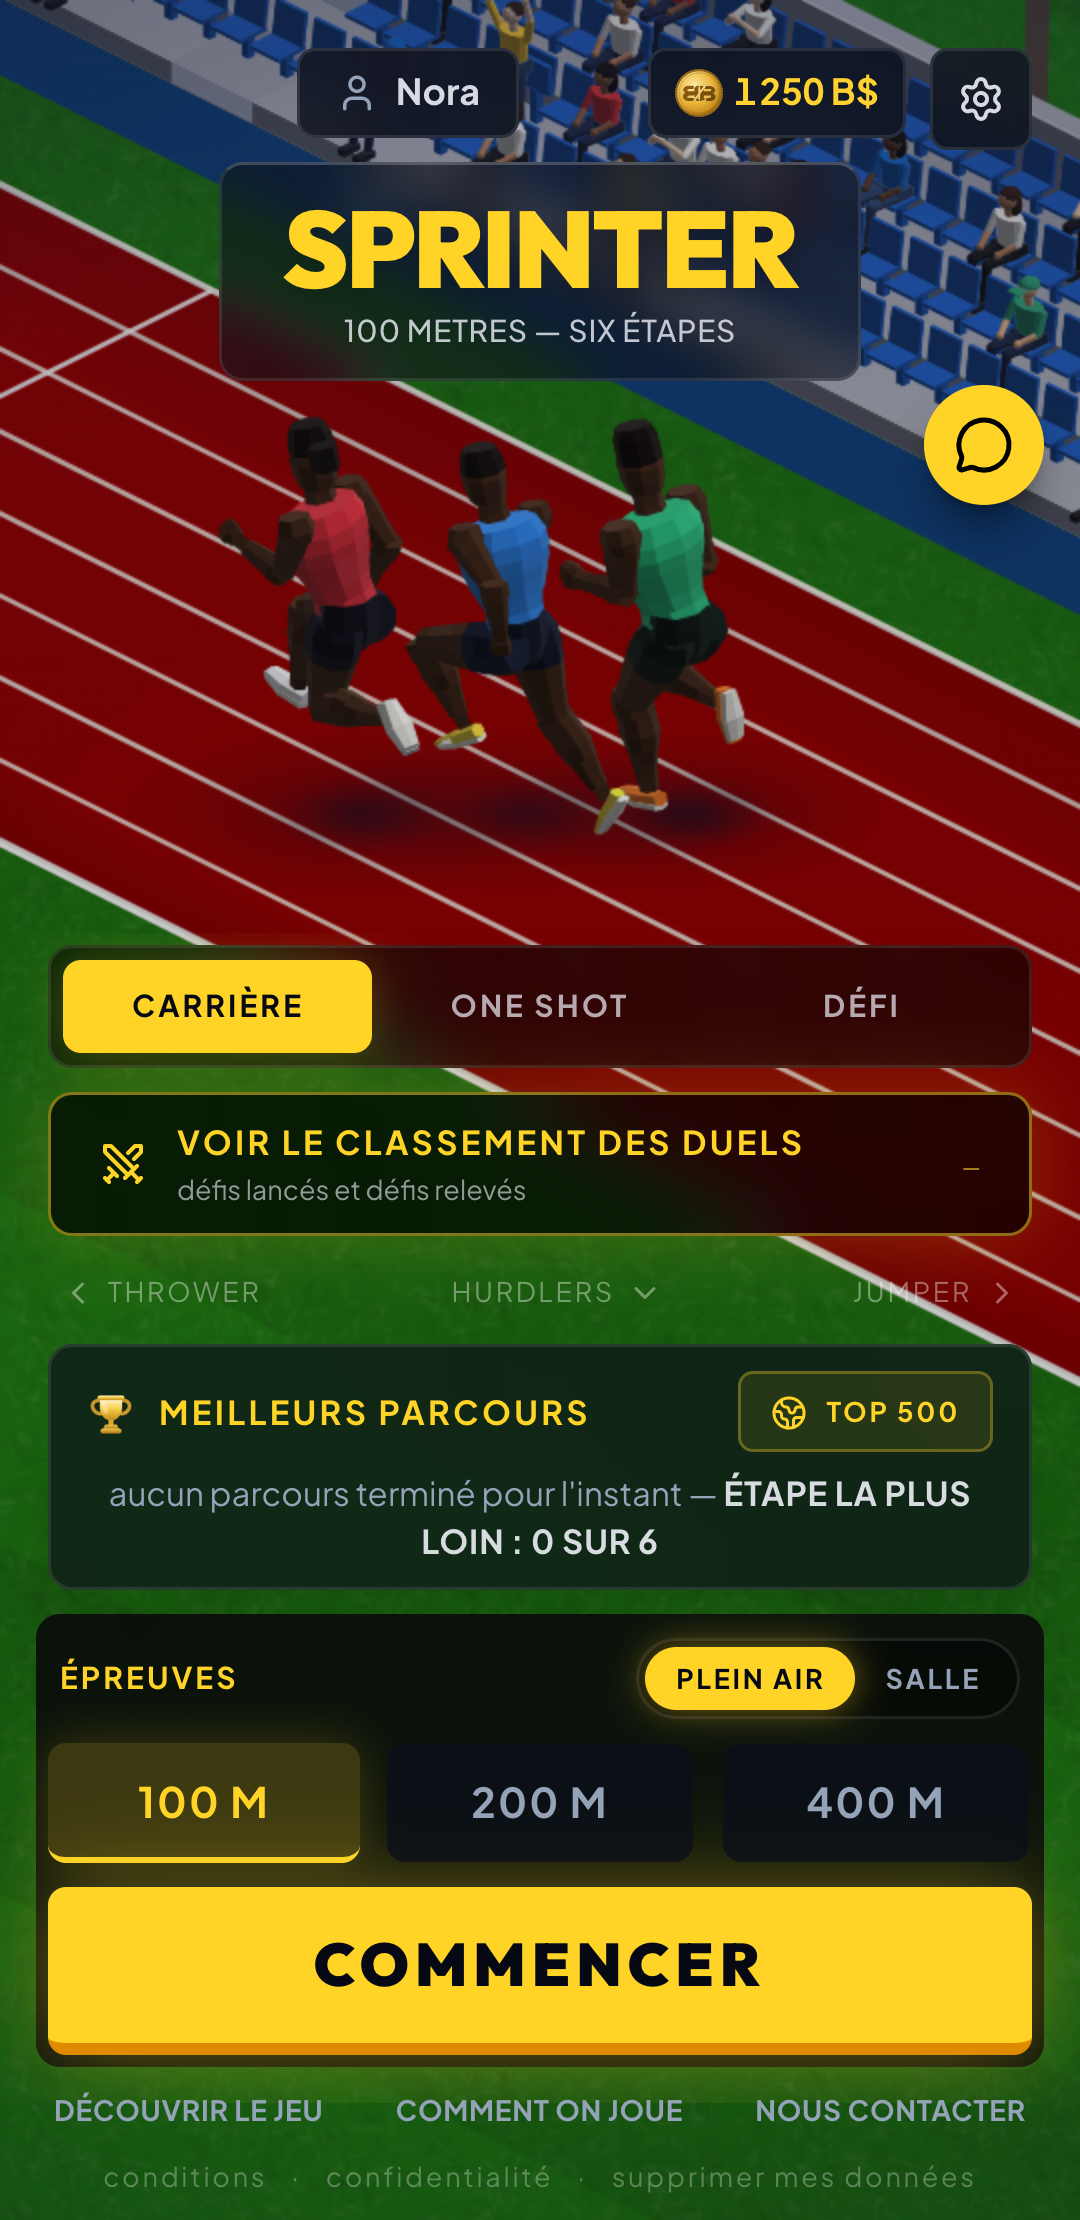 Nora
1250 B$
SPRINTER
100 METRES — SIX ÉTAPES
CARRIÈRE
ONE SHOT
DÉFI
VOIR LE CLASSEMENT DES DUELS
défis lancés et défis relevés
—
THROWER
HURDLERS
JUMPER
MEILLEURS PARCOURS
TOP 500
aucun parcours terminé pour l'instant — ÉTAPE LA PLUS
LOIN : 0 SUR 6
ÉPREUVES
PLEIN AIR
SALLE
100 M
200 M
400 M
COMMENCER
DÉCOUVRIR LE JEU
COMMENT ON JOUE
NOUS CONTACTER
conditions · confidentialité · supprimer mes données